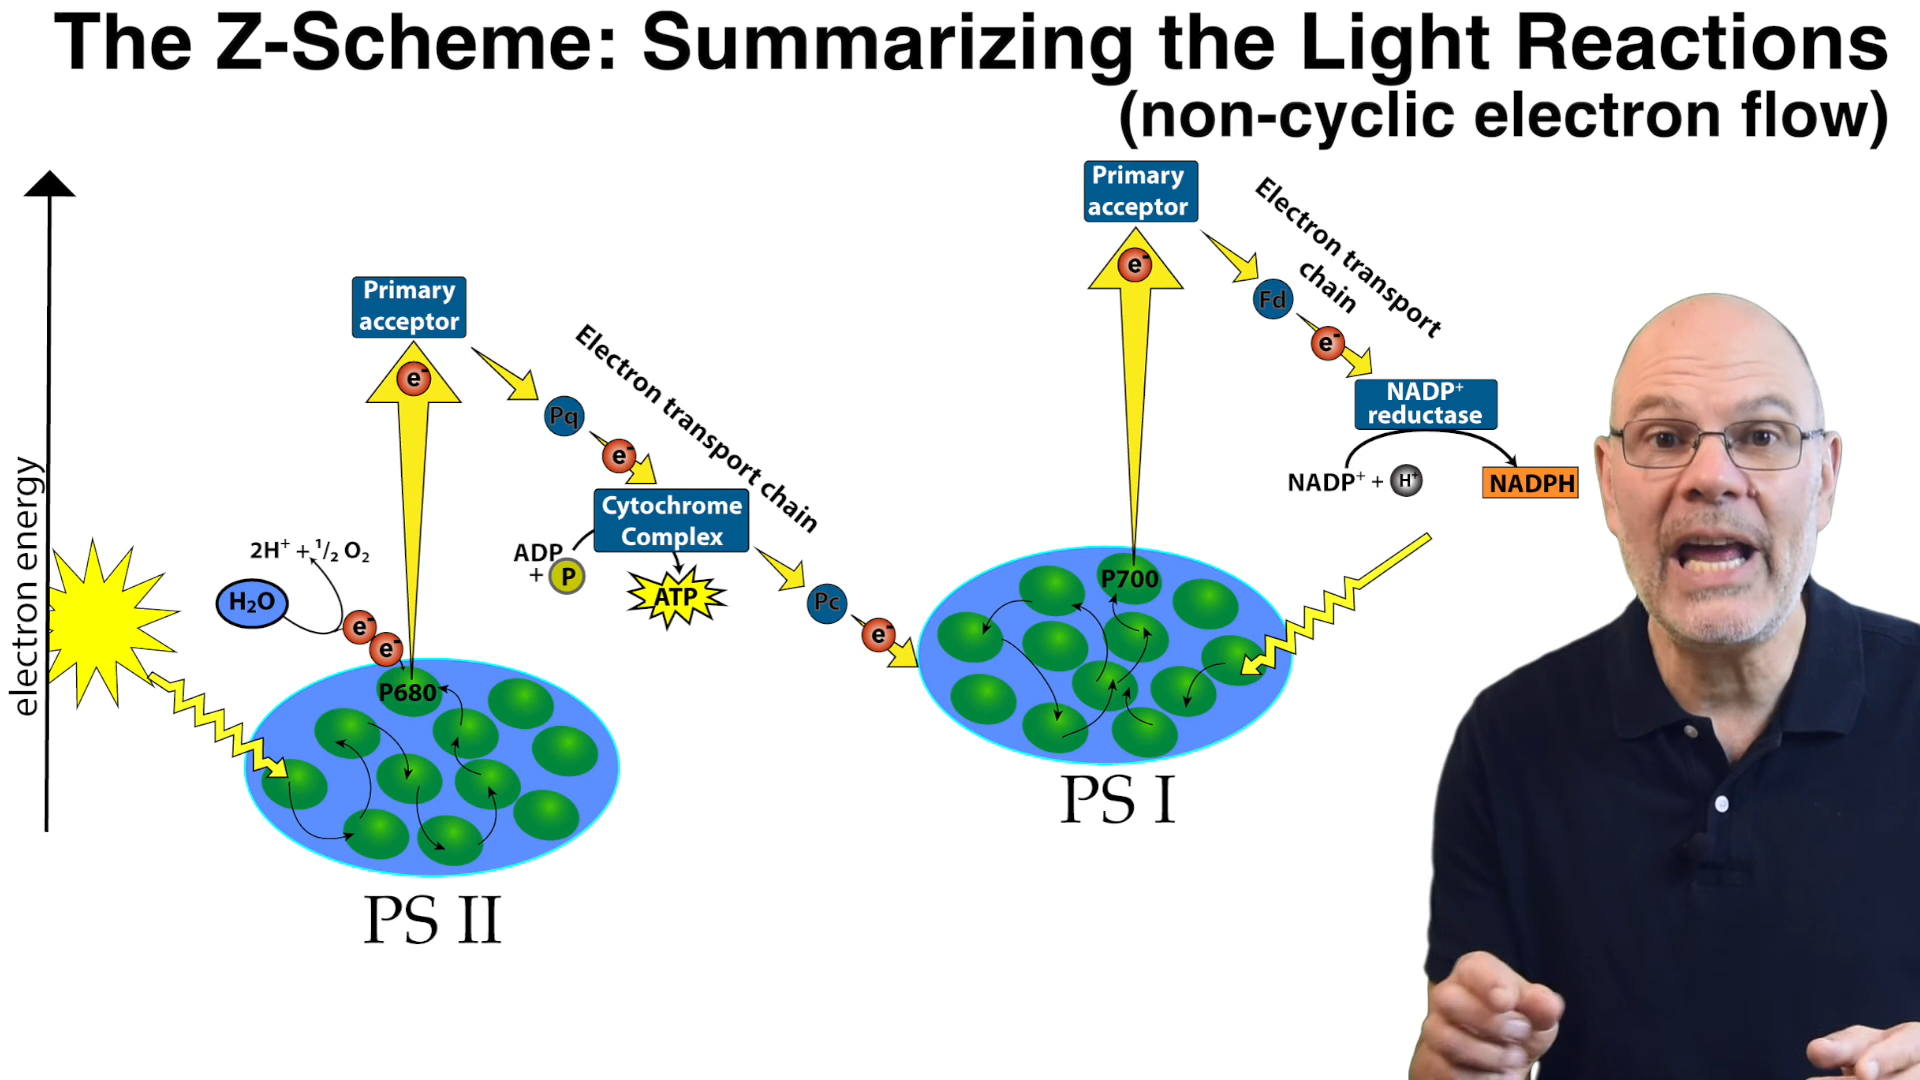 The Z-Scheme: Summarizing the Light Reactions
(non-cyclic electron flow)
electron energy
Primary
acceptor
e⁻
Pq
e⁻
Electron transport chain
Cytochrome
Complex
ADP
+ P
ATP
Pc
e⁻
2H⁺ + ¹/₂ O₂
H₂O
e⁻
e⁻
P680
PS II
Primary
acceptor
e⁻
Electron transport
chain
Fd
e⁻
NADP⁺
reductase
NADP⁺ + H⁺
NADPH
P700
PS I